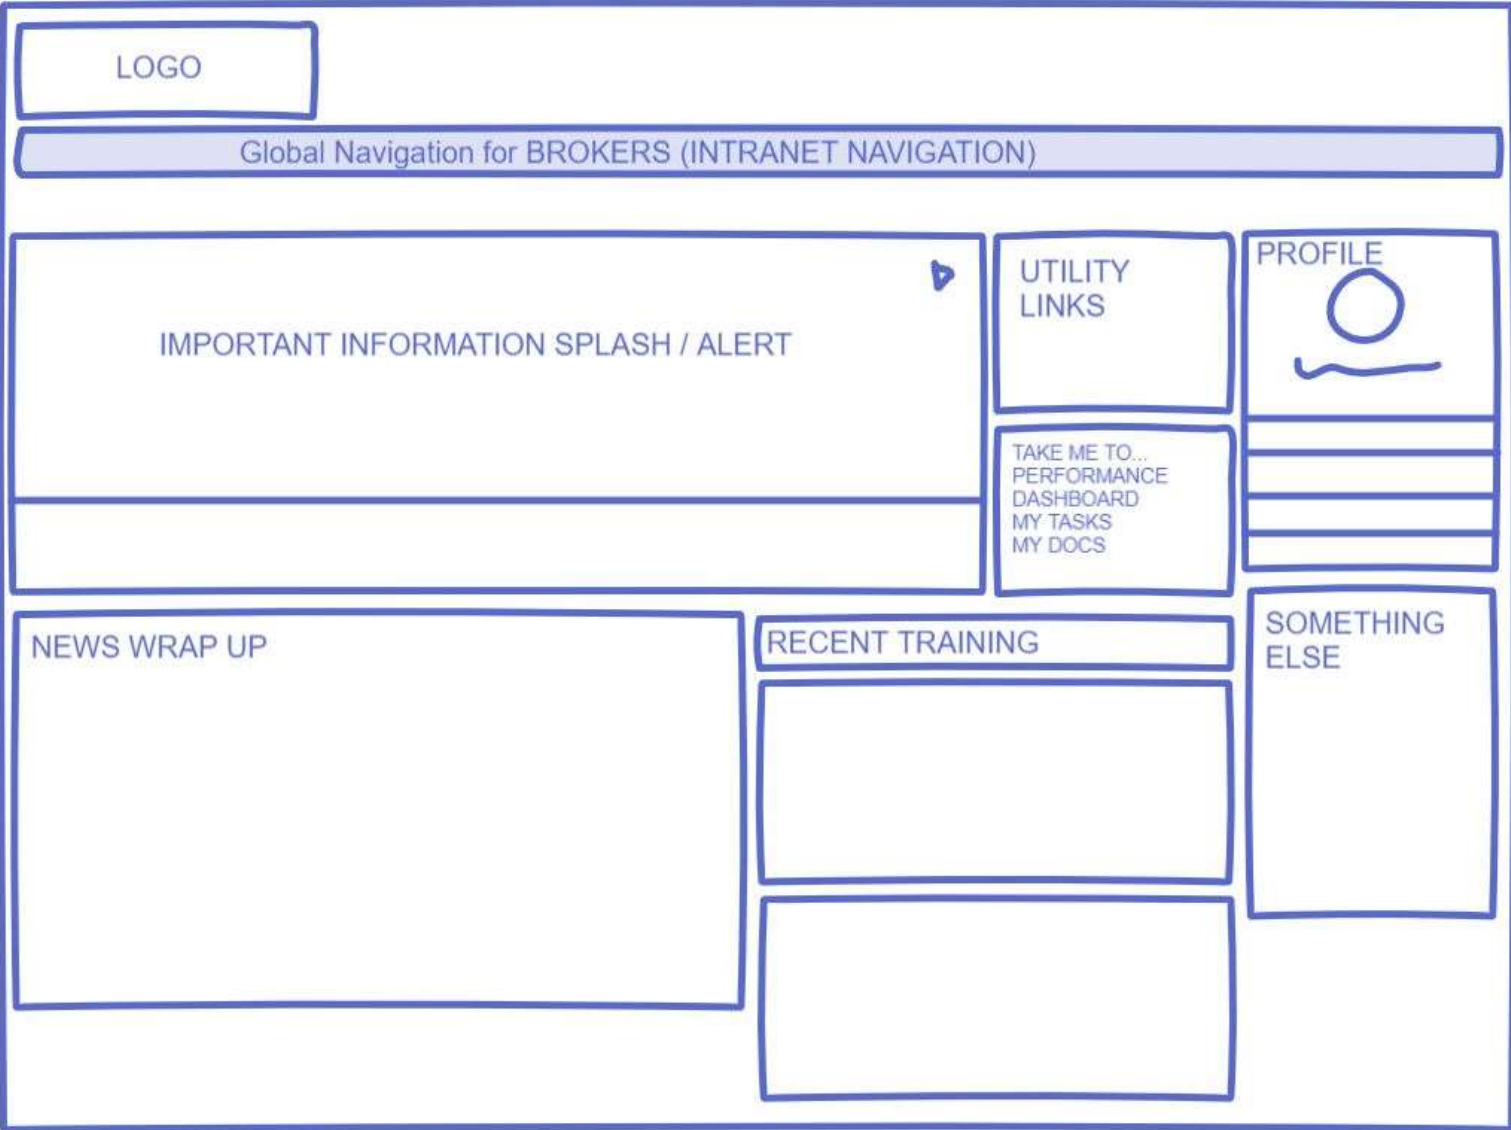 LOGO
Global Navigation for BROKERS (INTRANET NAVIGATION)
IMPORTANT INFORMATION SPLASH / ALERT
UTILITY
LINKS
PROFILE
TAKE ME TO...
PERFORMANCE
DASHBOARD
MY TASKS
MY DOCS
NEWS WRAP UP
RECENT TRAINING
SOMETHING
ELSE